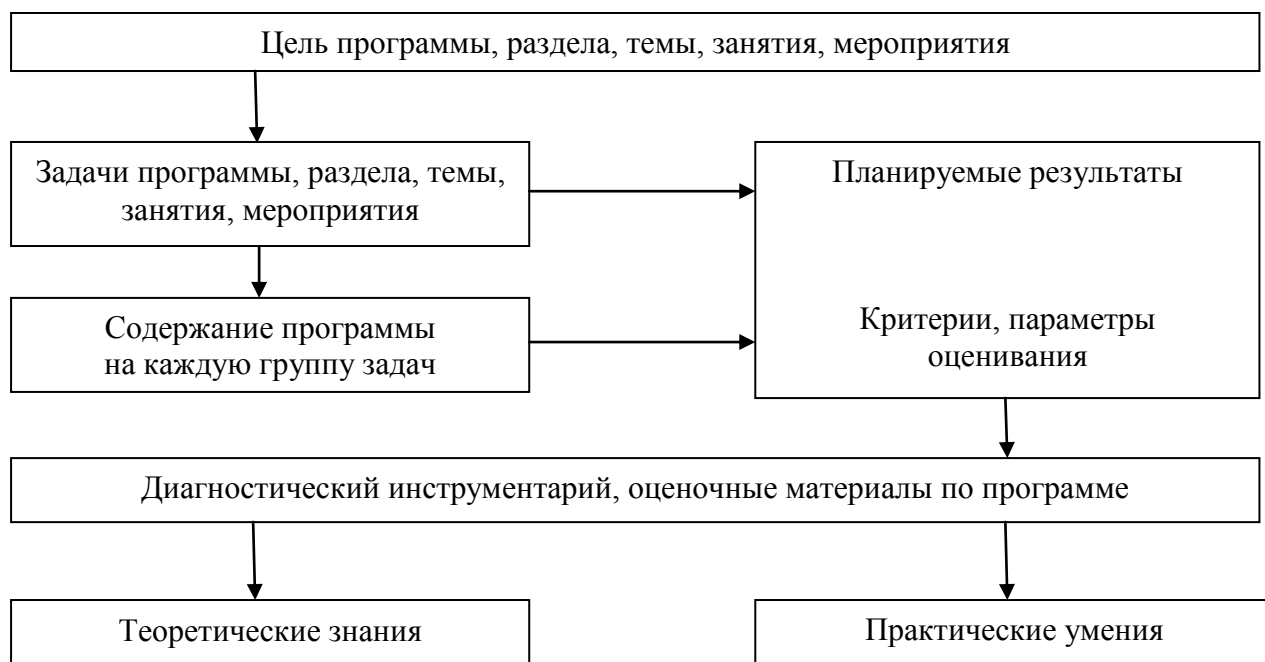 Цель программы, раздела, темы, занятия, мероприятия
Задачи программы, раздела, темы,
занятия, мероприятия
Планируемые результаты
Содержание программы
на каждую группу задач
Критерии, параметры
оценивания
Диагностический инструментарий, оценочные материалы по программе
Теоретические знания
Практические умения